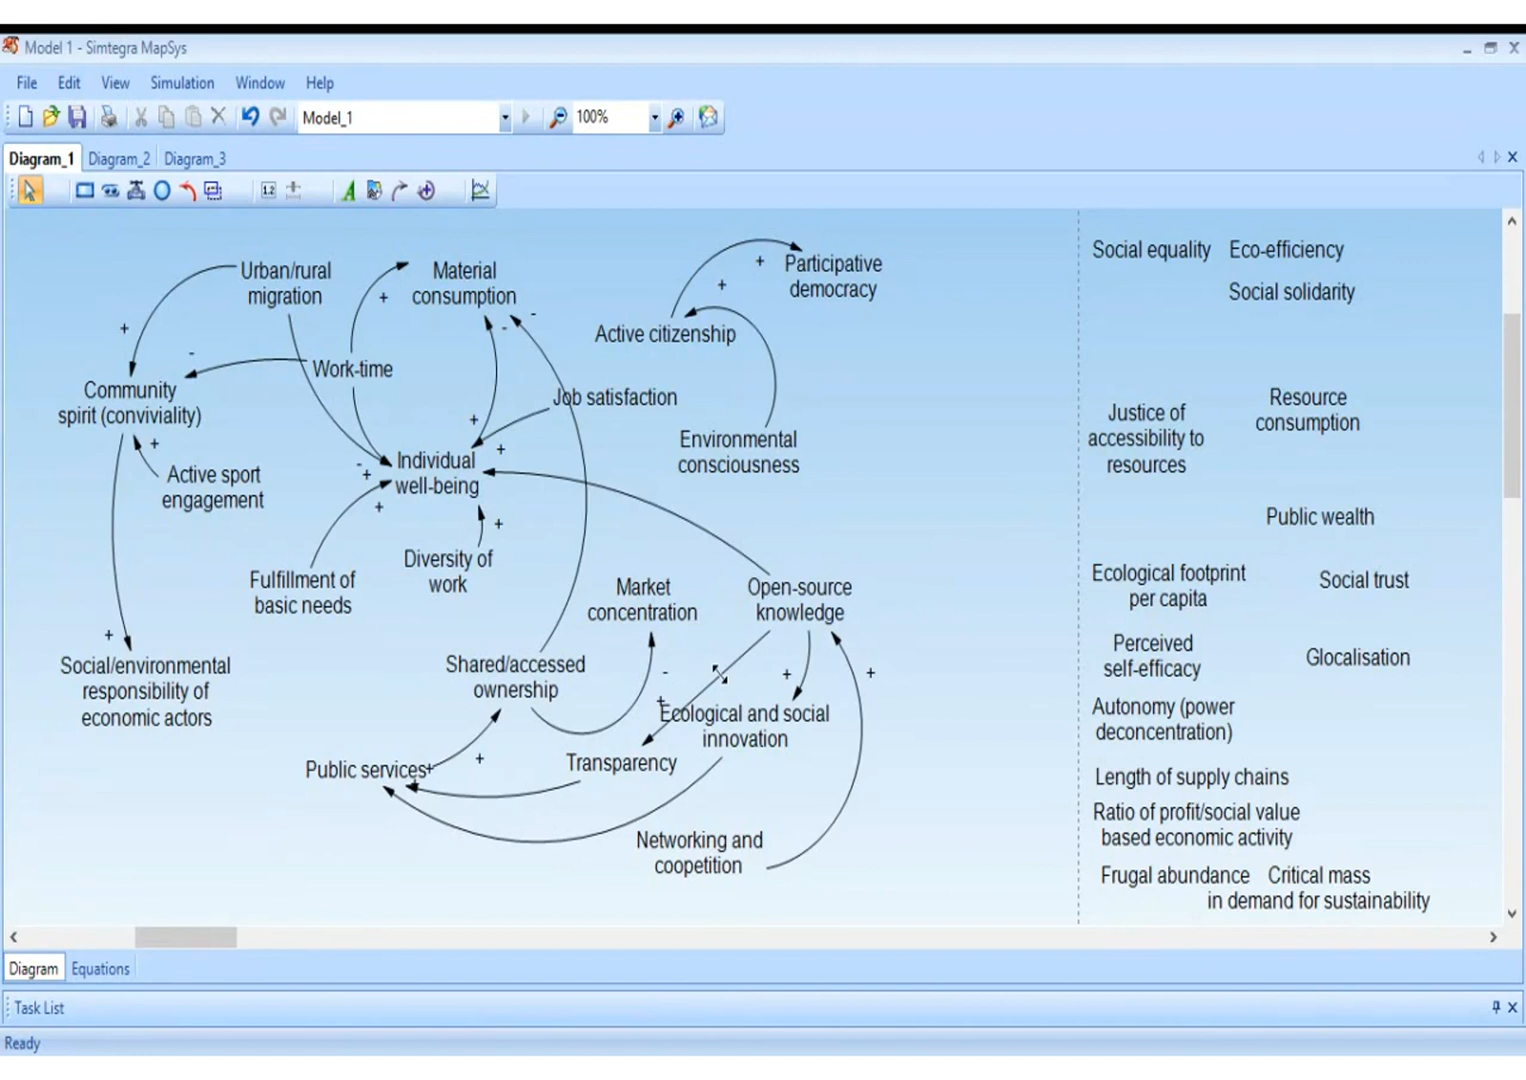 Model 1 - Simtegra MapSys
File Edit View Simulation Window Help
Model_1
100%
Diagram_1 Diagram_2 Diagram_3
1.2
A
Urban/rural
migration
Material
consumption
Participative
democracy
Active citizenship
Work-time
Community
spirit (conviviality)
Job satisfaction
Environmental
consciousness
Active sport
engagement
Individual
well-being
Fulfillment of
basic needs
Diversity of
work
Market
concentration
Open-source
knowledge
Social/environmental
responsibility of
economic actors
Shared/accessed
ownership
Ecological and social
innovation
Public services
Transparency
Networking and
coopetition
Social equality
Eco-efficiency
Social solidarity
Justice of
accessibility to
resources
Resource
consumption
Public wealth
Ecological footprint
per capita
Social trust
Perceived
self-efficacy
Glocalisation
Autonomy (power
deconcentration)
Length of supply chains
Ratio of profit/social value
based economic activity
Frugal abundance
Critical mass
in demand for sustainability
Diagram Equations
Task List
Ready